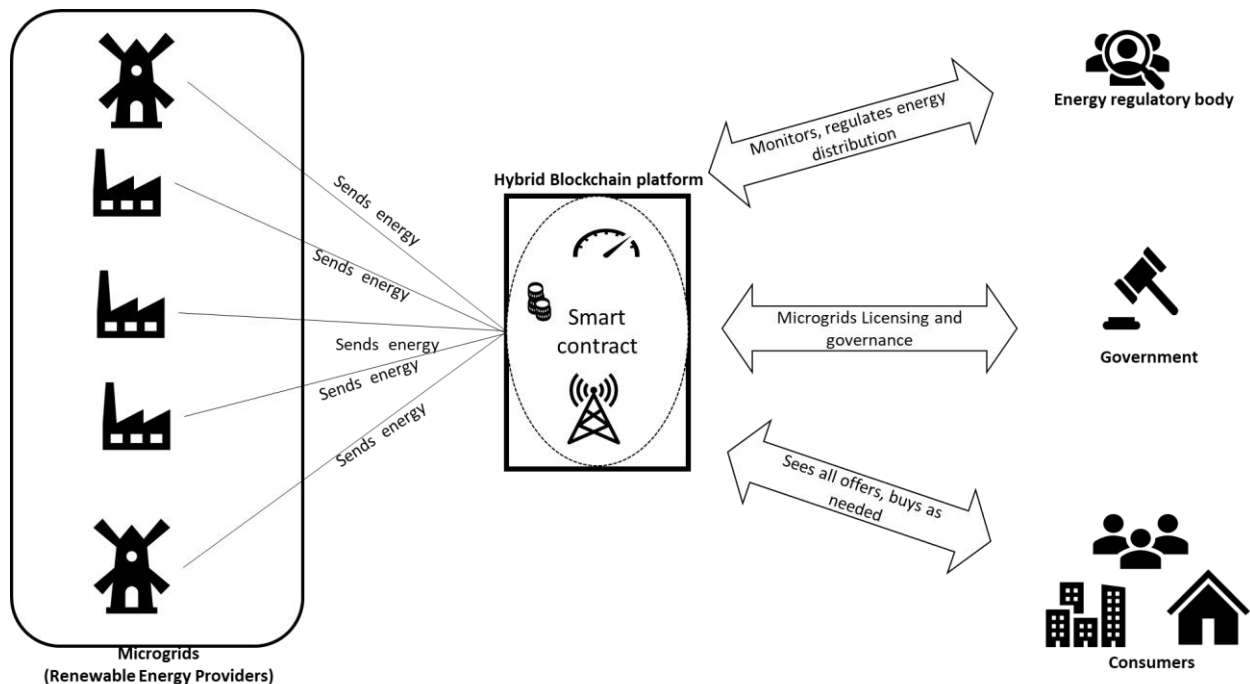 Sends energy
Sends energy
Sends energy
Sends energy
Sends energy
Microgrids
(Renewable Energy Providers)
Hybrid Blockchain platform
Smart
contract
Monitors, regulates energy
distribution
Energy regulatory body
Microgrids Licensing and
governance
Government
Sees all offers, buys as
needed
Consumers